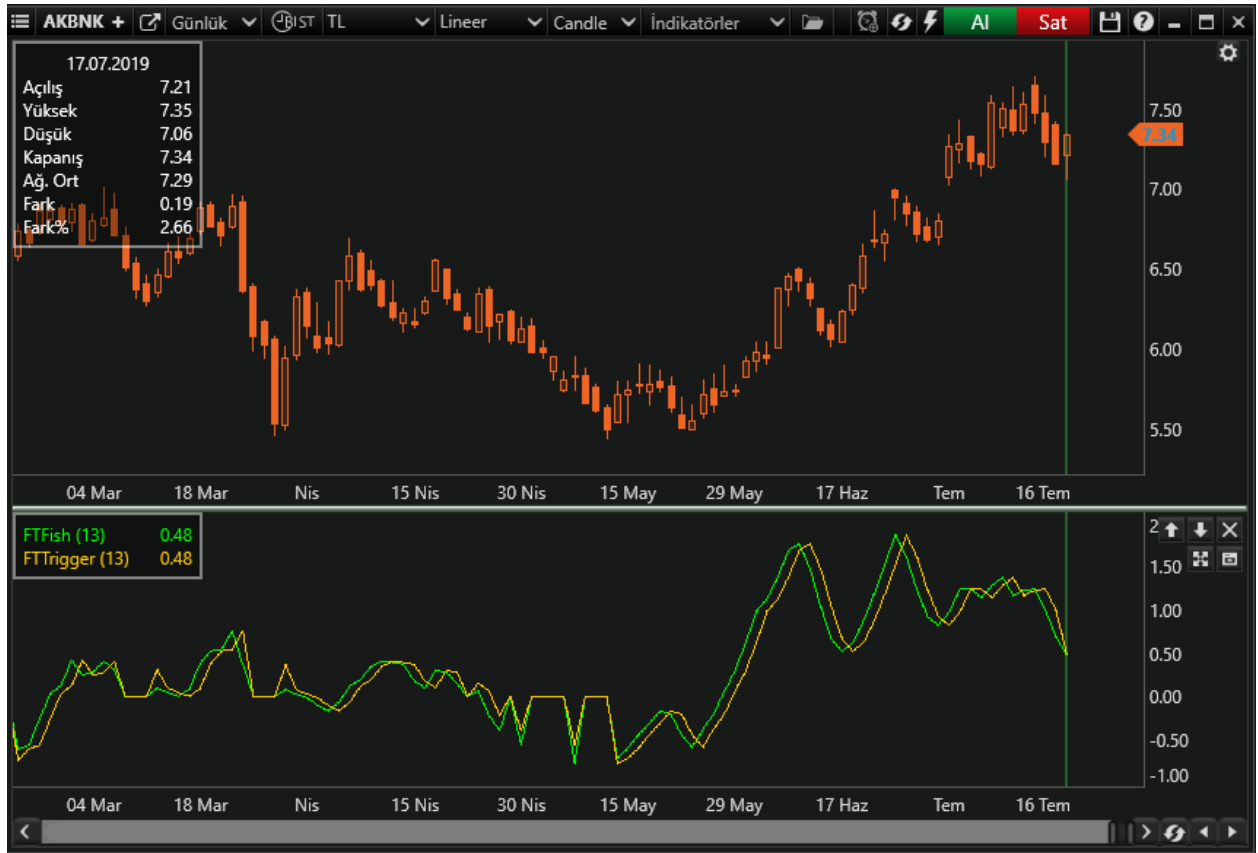 AKBNK + Günlük BIST TL Lineer Candle İndikatörler Al Sat
17.07.2019
Açılış 7.21
Yüksek 7.35
Düşük 7.06
Kapanış 7.34
Ağ. Ort 7.29
Fark 0.19
Fark% 2.66
7.50
7.34
7.00
6.50
6.00
5.50
04 Mar 18 Mar Nis 15 Nis 30 Nis 15 May 29 May 17 Haz Tem 16 Tem
FTFish (13) 0.48
FTTrigger (13) 0.48
2
1.50
1.00
0.50
0.00
-0.50
-1.00
04 Mar 18 Mar Nis 15 Nis 30 Nis 15 May 29 May 17 Haz Tem 16 Tem